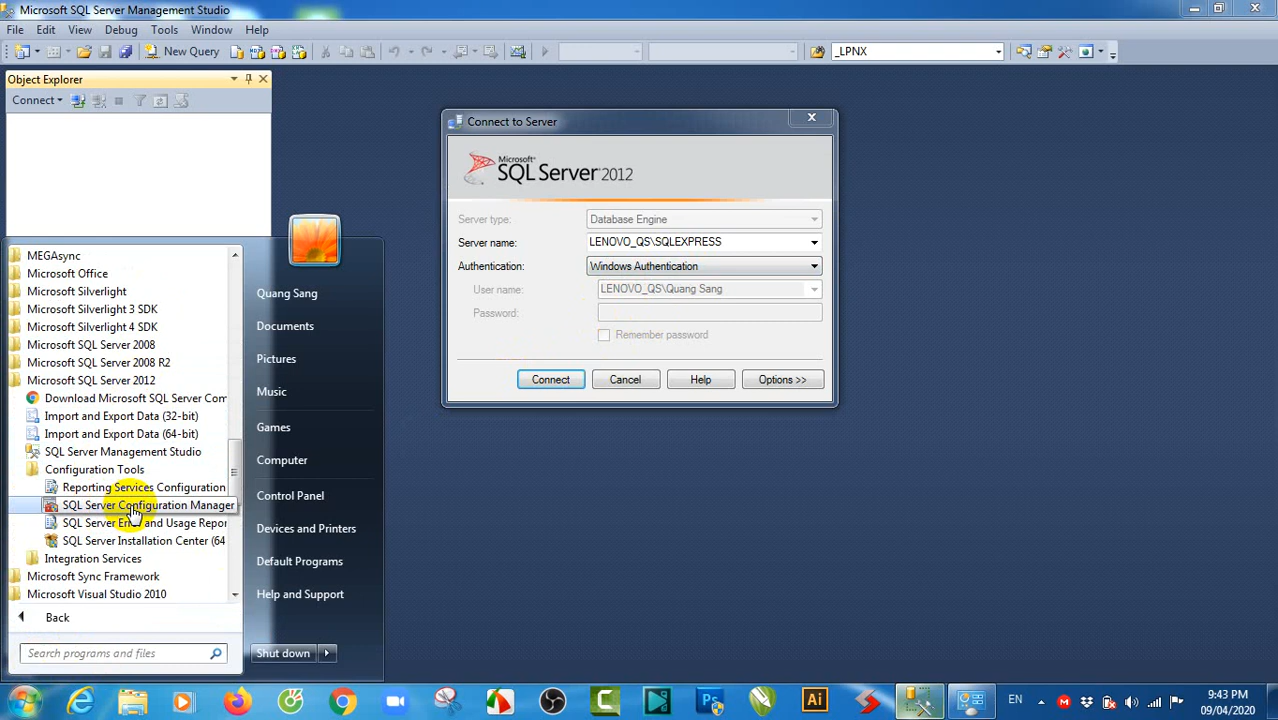 Microsoft SQL Server Management Studio
File Edit View Debug Tools Window Help
New Query
_LPNX
Object Explorer
Connect
Connect to Server
Microsoft
SQL Server 2012
Server type: Database Engine
Server name: LENOVO_QS\SQLEXPRESS
Authentication: Windows Authentication
User name: LENOVO_QS\Quang Sang
Password:
Remember password
Connect Cancel Help Options >>
MEGAsync
Microsoft Office
Microsoft Silverlight
Microsoft Silverlight 3 SDK
Microsoft Silverlight 4 SDK
Microsoft SQL Server 2008
Microsoft SQL Server 2008 R2
Microsoft SQL Server 2012
Download Microsoft SQL Server Com
Import and Export Data (32-bit)
Import and Export Data (64-bit)
SQL Server Management Studio
Configuration Tools
Reporting Services Configuration
SQL Server Configuration Manager
SQL Server Error and Usage Repor
SQL Server Installation Center (64
Integration Services
Microsoft Sync Framework
Microsoft Visual Studio 2010
Back
Search programs and files
Quang Sang
Documents
Pictures
Music
Games
Computer
Control Panel
Devices and Printers
Default Programs
Help and Support
Shut down
EN
9:43 PM
09/04/2020